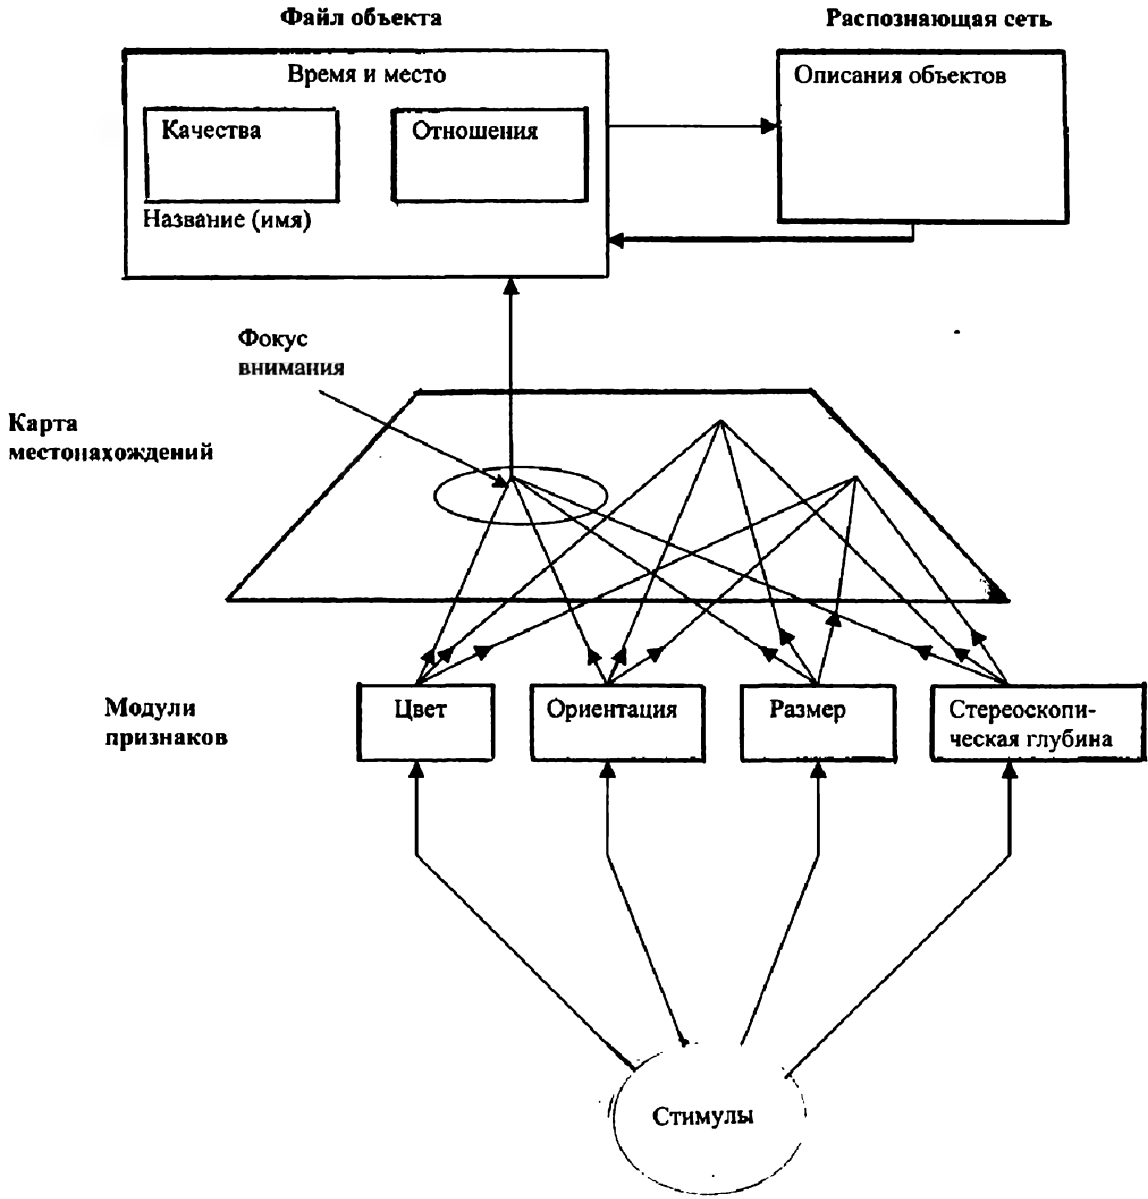 Файл объекта
Распознающая сеть
Время и место
Описания объектов
Качества
Отношения
Название (имя)
Фокус
внимания
Карта
местонахождений
Модули
признаков
Цвет
Ориентация
Размер
Стереоскопи-
ческая глубина
Стимулы